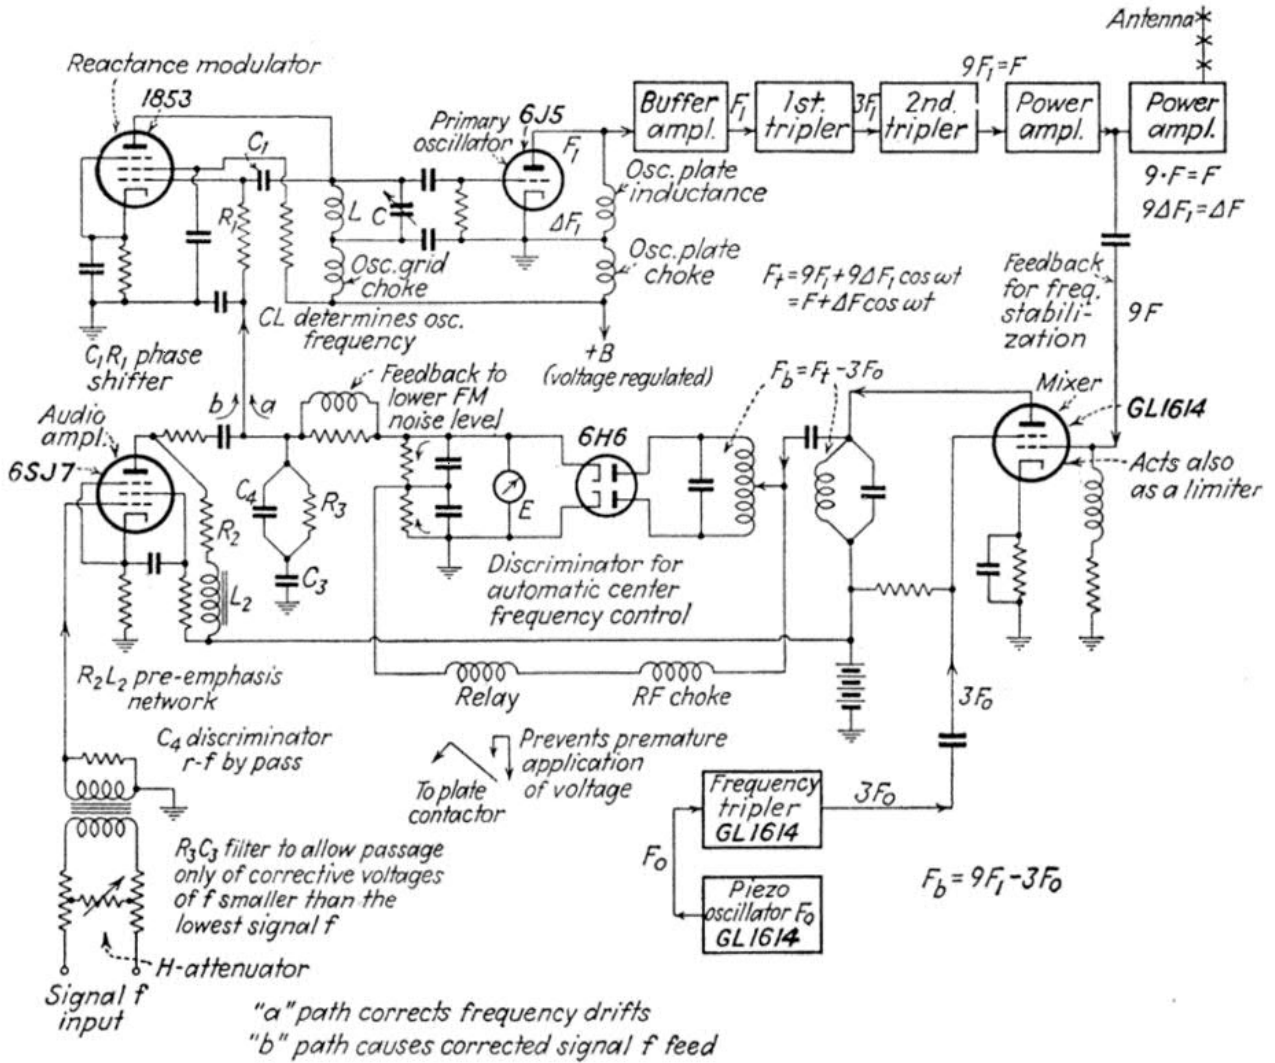 Antenna
Reactance modulator
1853
C₁
R₁
L
C
Primary
oscillator
6J5
F₁
ΔF₁
Buffer
ampl.
F₁
1st.
tripler
3F₁
2nd.
tripler
9F₁=F
Power
ampl.
Power
ampl.
9·F=F
9ΔF₁=ΔF
Osc. plate
inductance
Osc. plate
choke
Osc. grid
choke
CL determines osc.
frequency
+B
(voltage regulated)
Fₜ=9F₁+9ΔF₁ cos ωt
=F+ΔF cos ωt
Feedback
for freq.
stabili-
zation
9F
C₁R₁ phase
shifter
b
a
Feedback to
lower FM
noise level
F_b=Fₜ-3F₀
Mixer
GL1614
Acts also
as a limiter
Audio
ampl.
6SJ7
R₂
L₂
C₄
R₃
C₃
E
6H6
Discriminator for
automatic center
frequency control
R₂L₂ pre-emphasis
network
Relay
RF choke
3F₀
C₄ discriminator
r-f by pass
To plate
contactor
Prevents premature
application
of voltage
Frequency
tripler
GL1614
3F₀
F₀
Piezo
oscillator F₀
GL1614
F_b=9F₁-3F₀
R₃C₃ filter to allow passage
only of corrective voltages
of f smaller than the
lowest signal f
H-attenuator
Signal f
input
"a" path corrects frequency drifts
"b" path causes corrected signal f feed